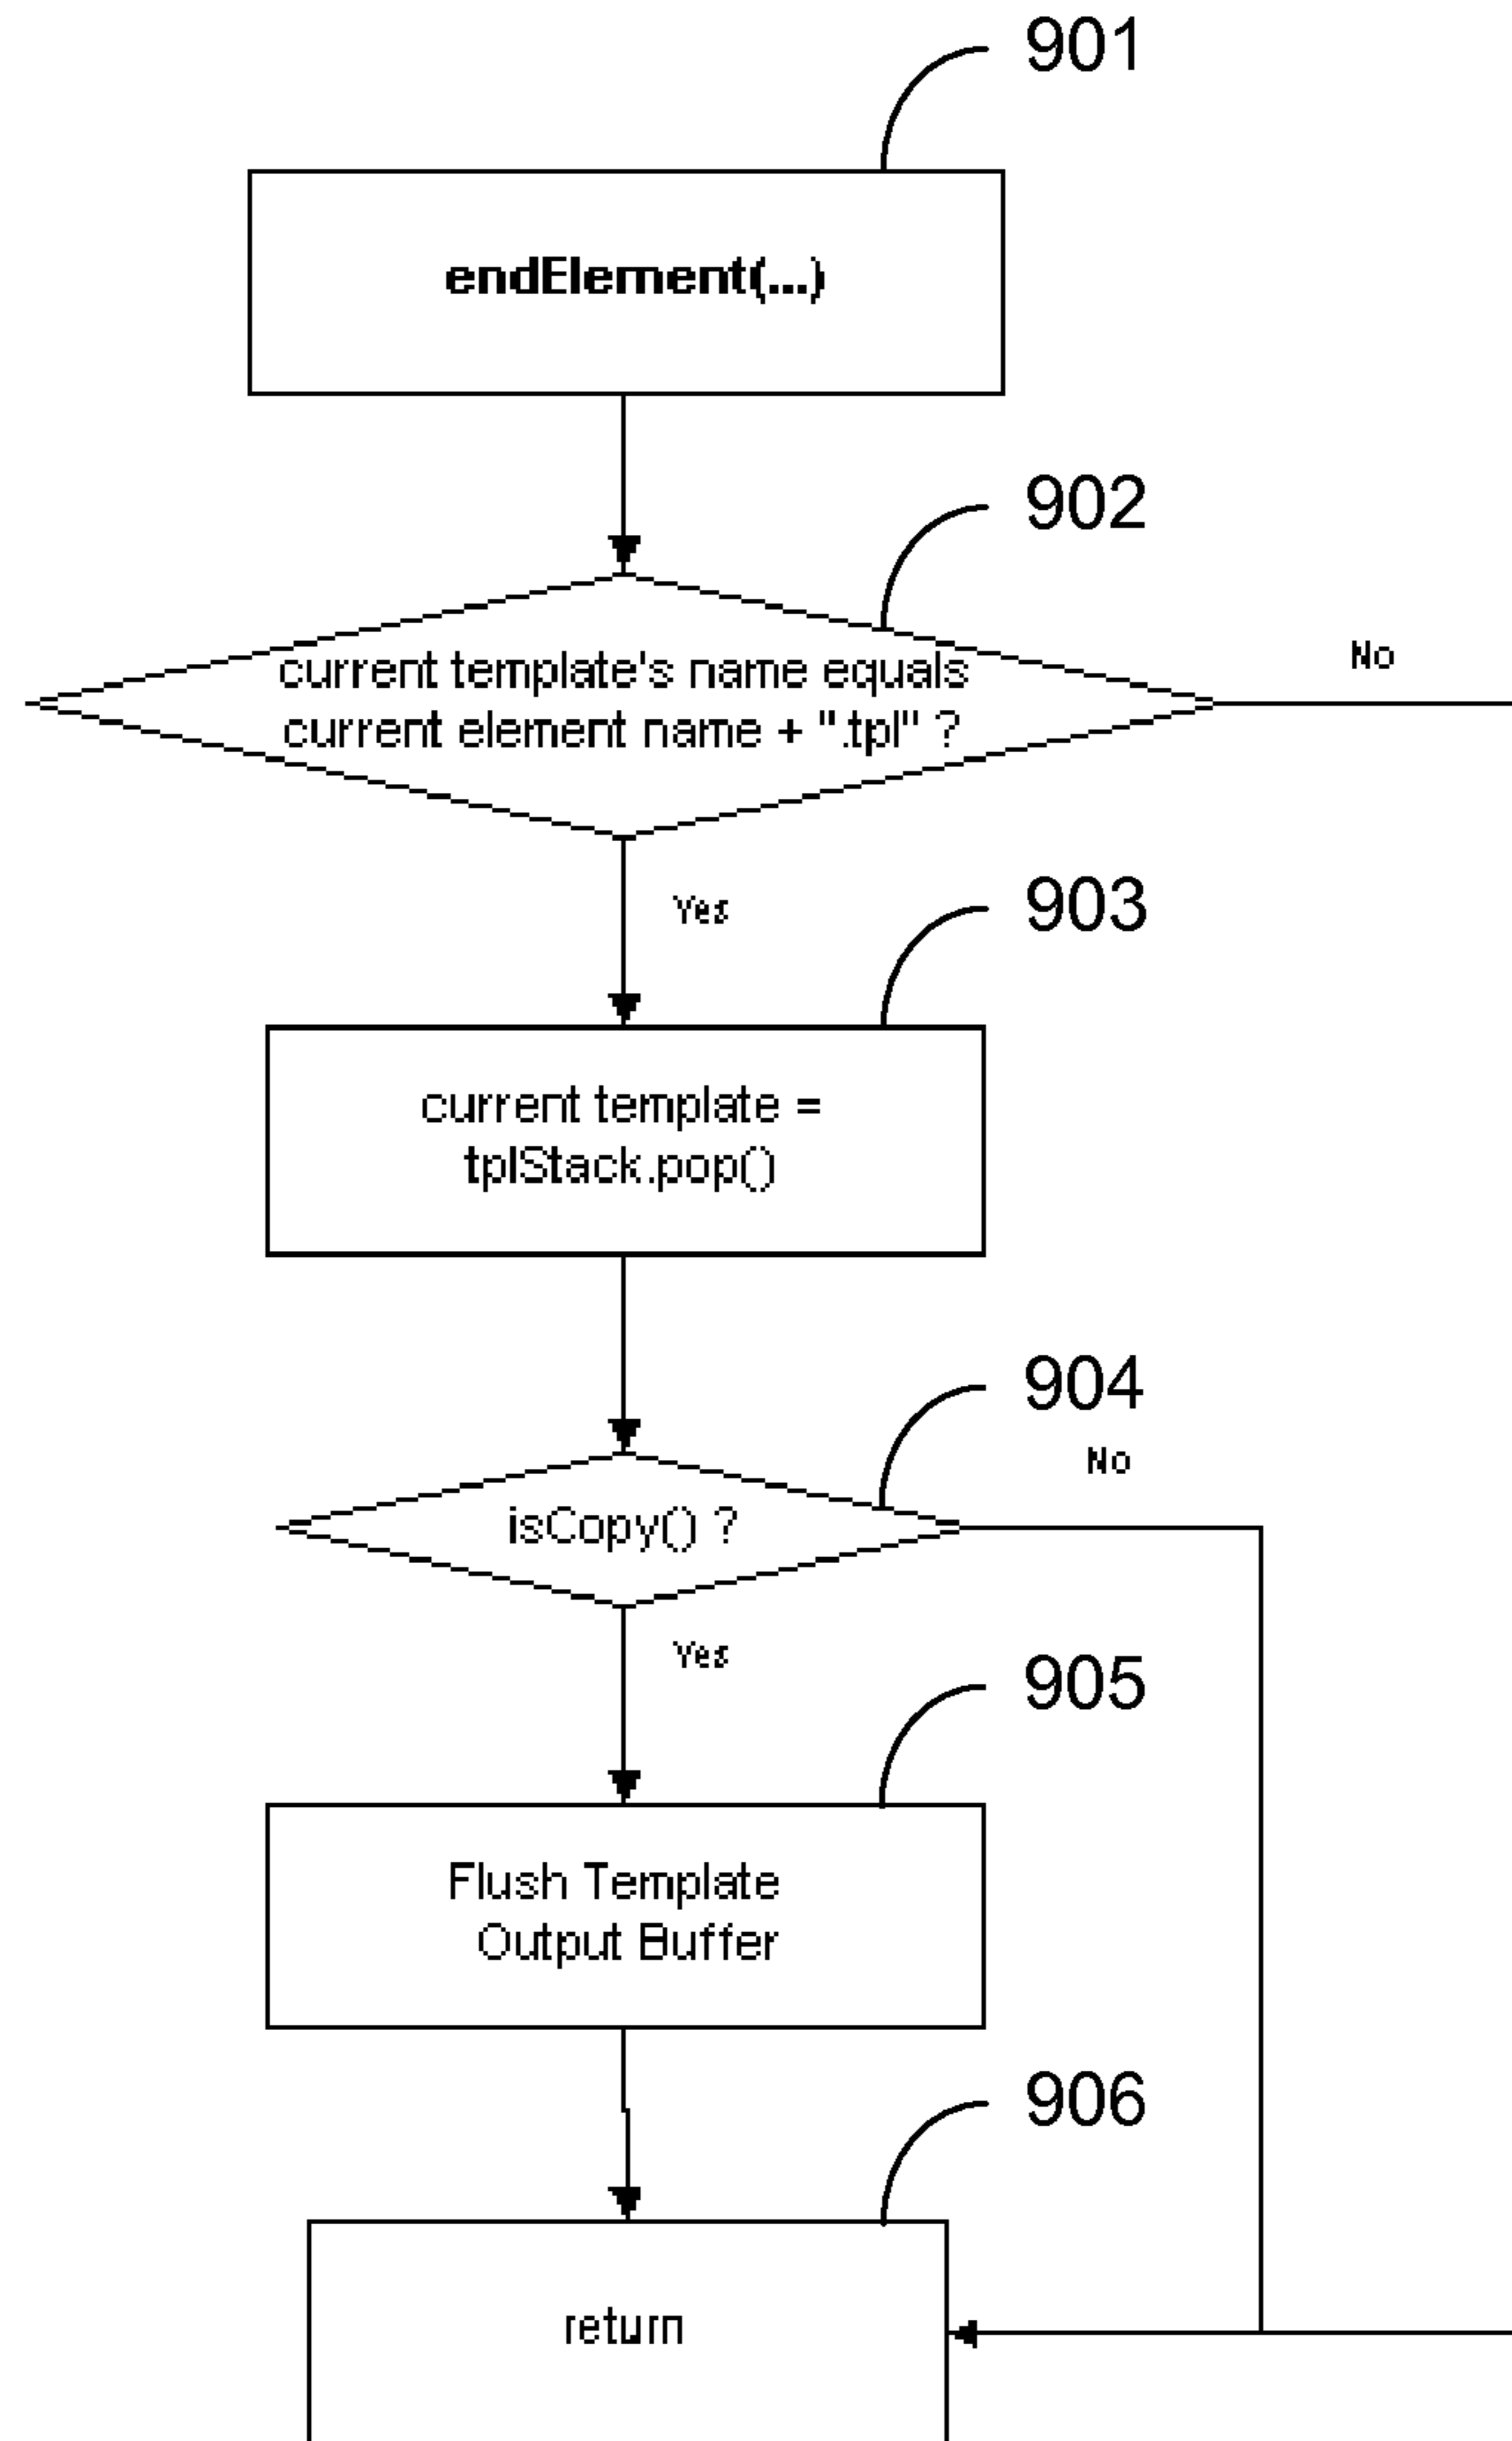 901
endElement(...)
902
No
current template's name equals
current element name + ".tpl" ?
Yes
903
current template =
tplStack.pop()
904
No
isCopy() ?
Yes
905
Flush Template
Output Buffer
906
return